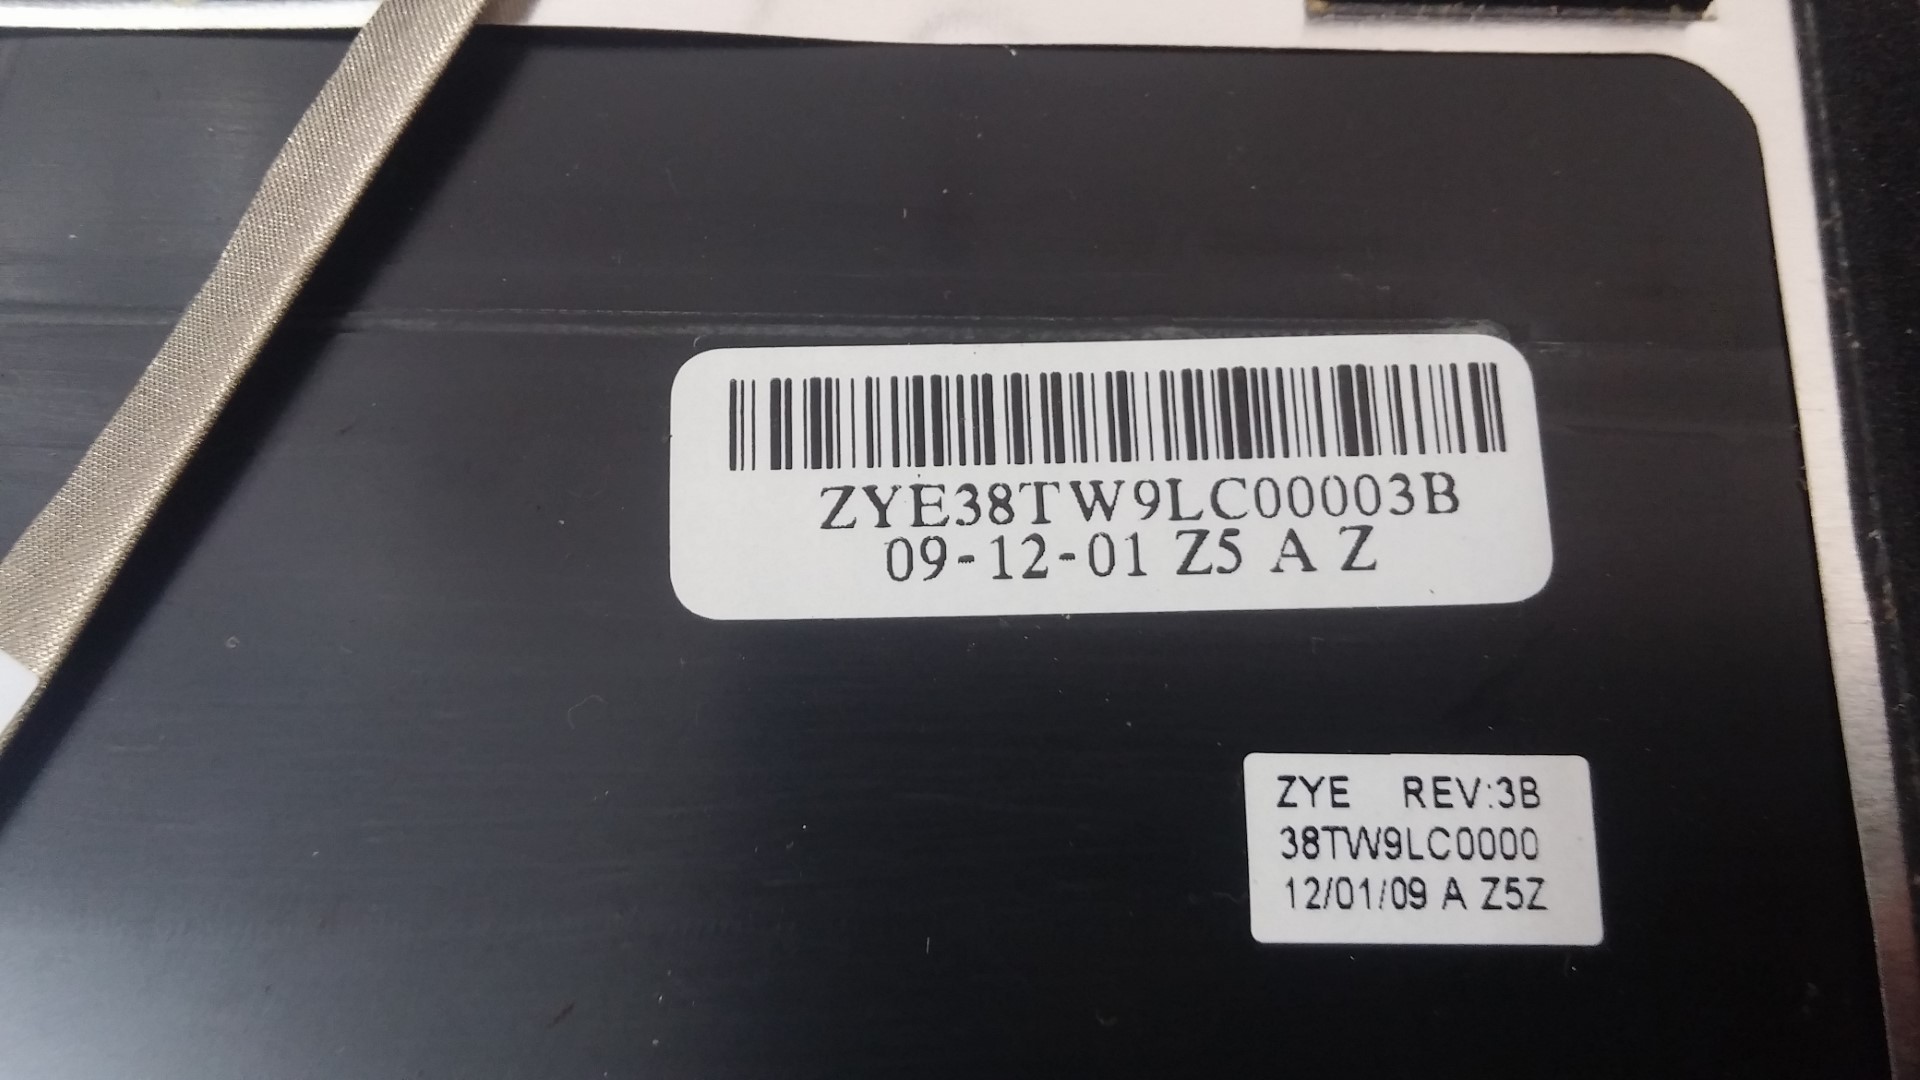 ZYE38TW9LC00003B
09-12-01 Z5 A Z
ZYE REV:3B
38TW9LC0000
12/01/09 A Z5Z